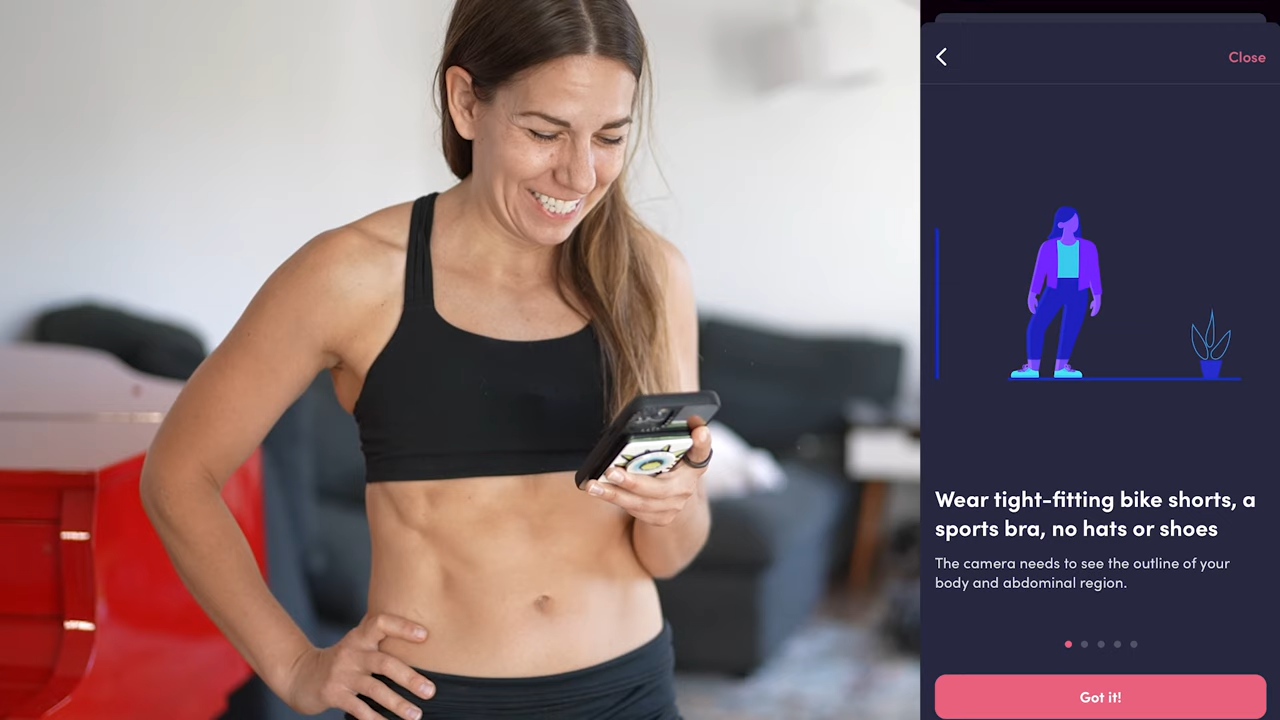 Close
Wear tight-fitting bike shorts, a
sports bra, no hats or shoes
The camera needs to see the outline of your
body and abdominal region.
Got it!